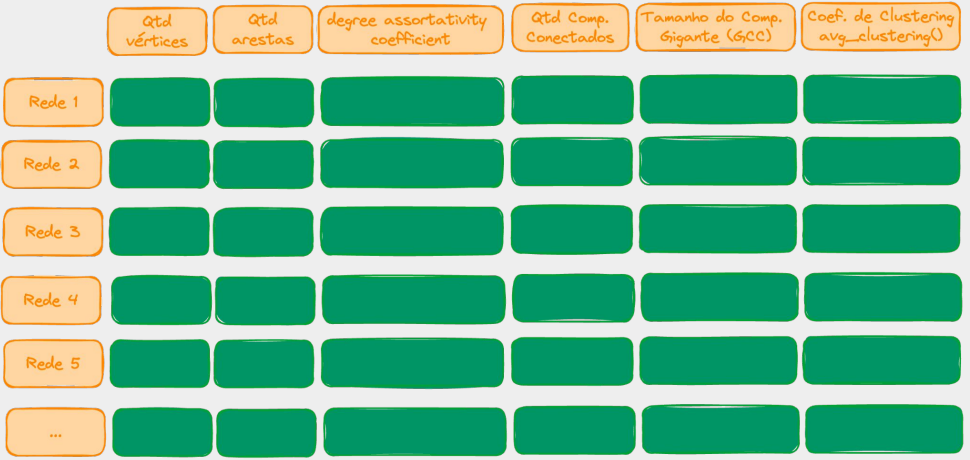 Qtd
vértices
Qtd
arestas
degree assortativity
coefficient
Qtd Comp.
Conectados
Tamanho do Comp.
Gigante (GCC)
Coef. de Clustering
avg_clustering()
Rede 1
Rede 2
Rede 3
Rede 4
Rede 5
...